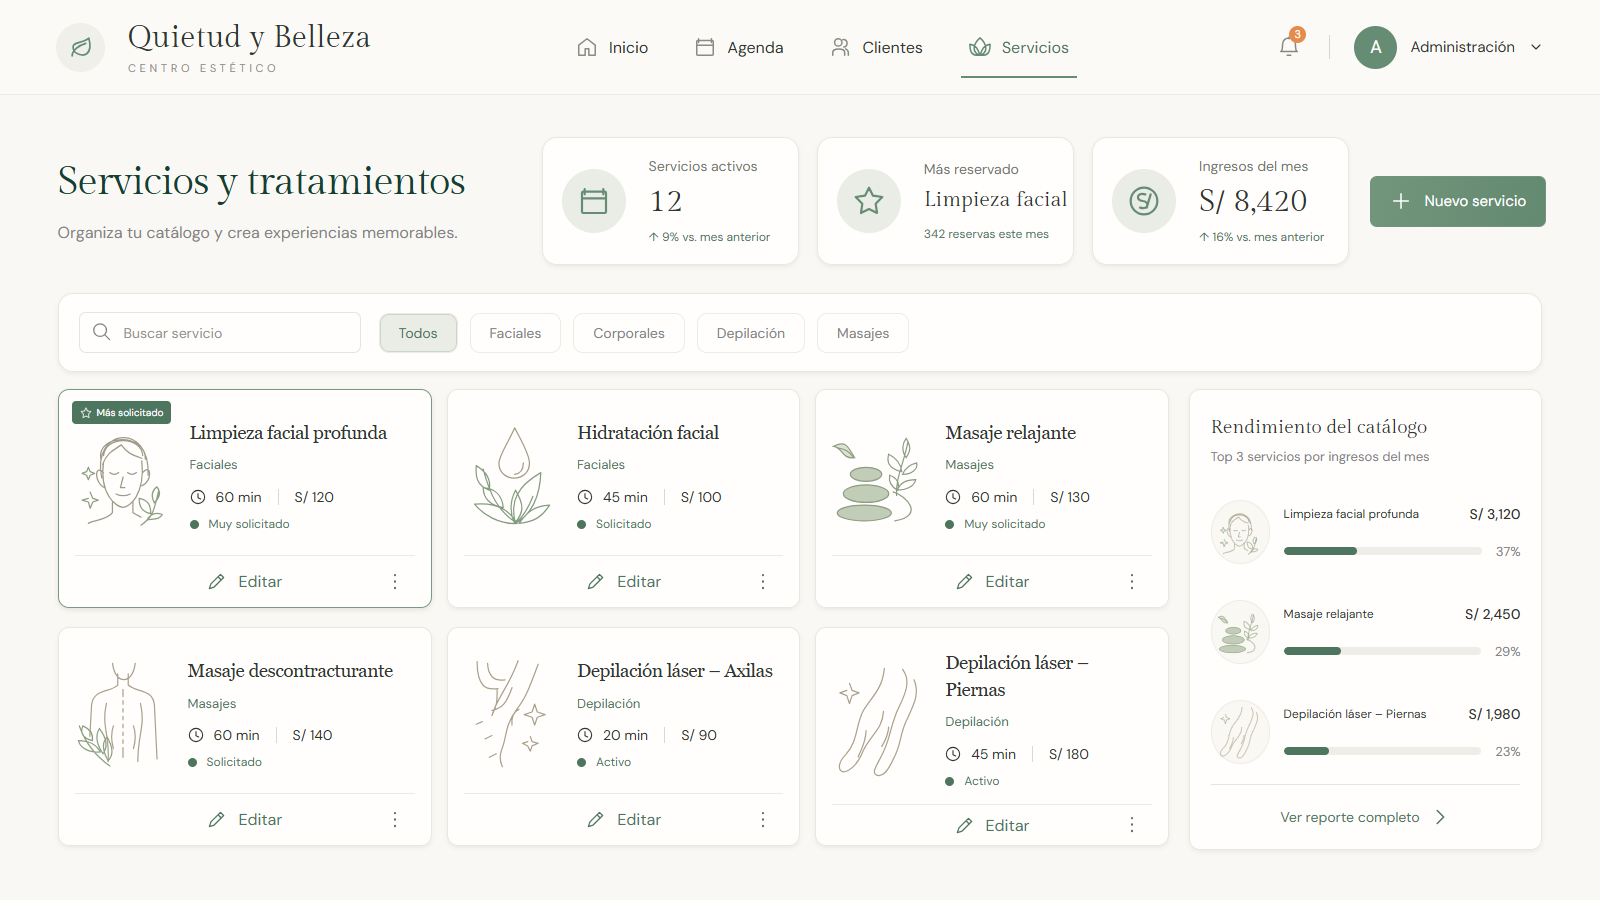 Quietud y Belleza
CENTRO ESTÉTICO
Inicio
Agenda
Clientes
Servicios
3
A
Administración
Servicios y tratamientos
Organiza tu catálogo y crea experiencias memorables.
Servicios activos
12
↑ 9% vs. mes anterior
Más reservado
Limpieza facial
342 reservas este mes
S/
Ingresos del mes
S/ 8,420
↑ 16% vs. mes anterior
Nuevo servicio
Buscar servicio
Todos
Faciales
Corporales
Depilación
Masajes
Más solicitado
Limpieza facial profunda
Faciales
60 min
S/ 120
Muy solicitado
Editar
Hidratación facial
Faciales
45 min
S/ 100
Solicitado
Editar
Masaje relajante
Masajes
60 min
S/ 130
Muy solicitado
Editar
Masaje descontracturante
Masajes
60 min
S/ 140
Solicitado
Editar
Depilación láser – Axilas
Depilación
20 min
S/ 90
Activo
Editar
Depilación láser –
Piernas
Depilación
45 min
S/ 180
Activo
Editar
Rendimiento del catálogo
Top 3 servicios por ingresos del mes
Limpieza facial profunda
S/ 3,120
37%
Masaje relajante
S/ 2,450
29%
Depilación láser – Piernas
S/ 1,980
23%
Ver reporte completo